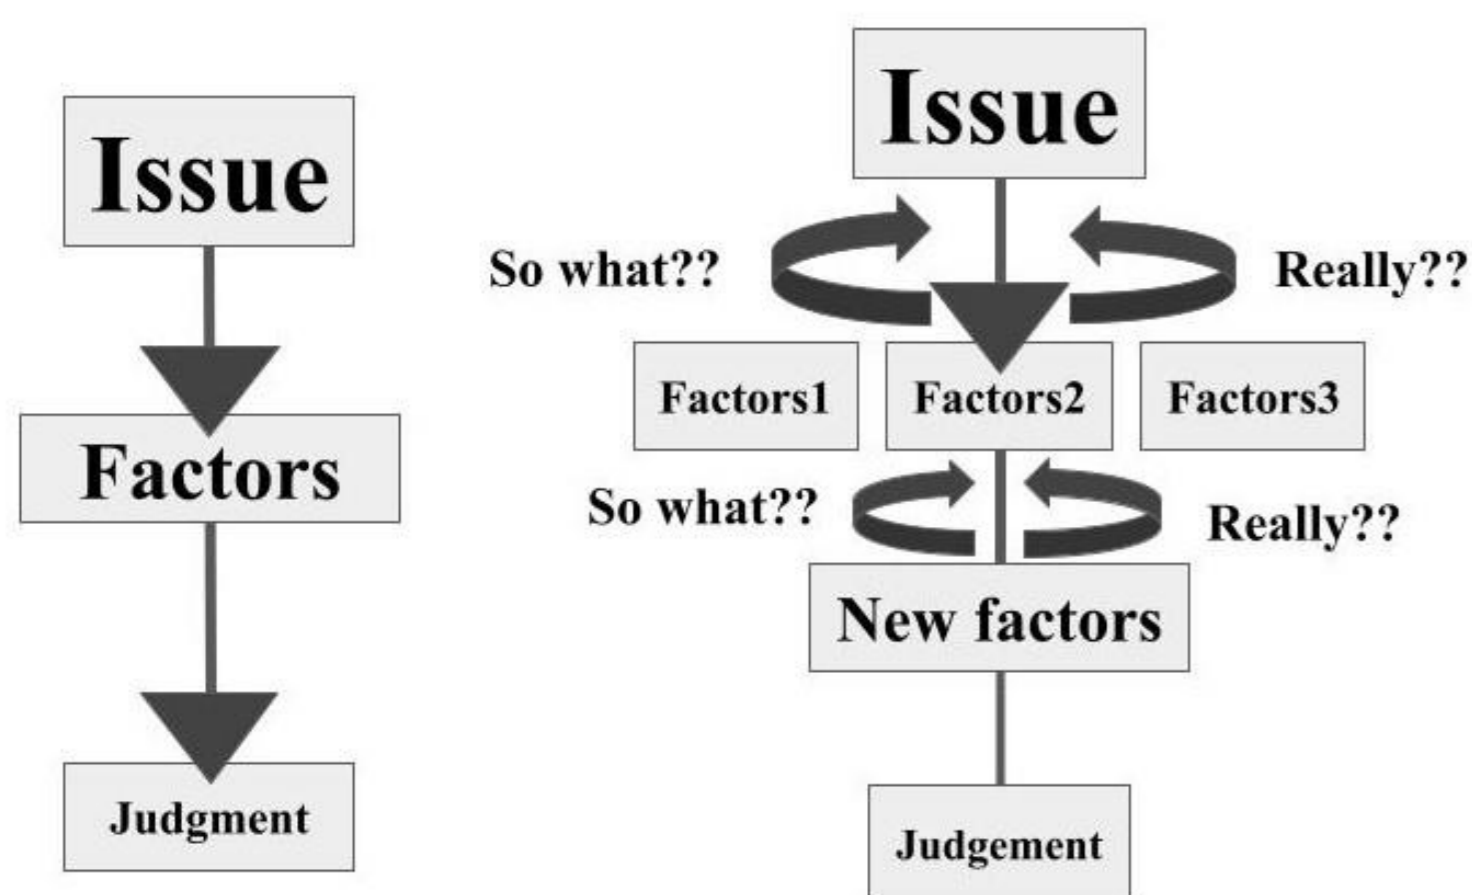 Issue
Factors
Judgment
Issue
So what??
Really??
Factors1
Factors2
Factors3
So what??
Really??
New factors
Judgement